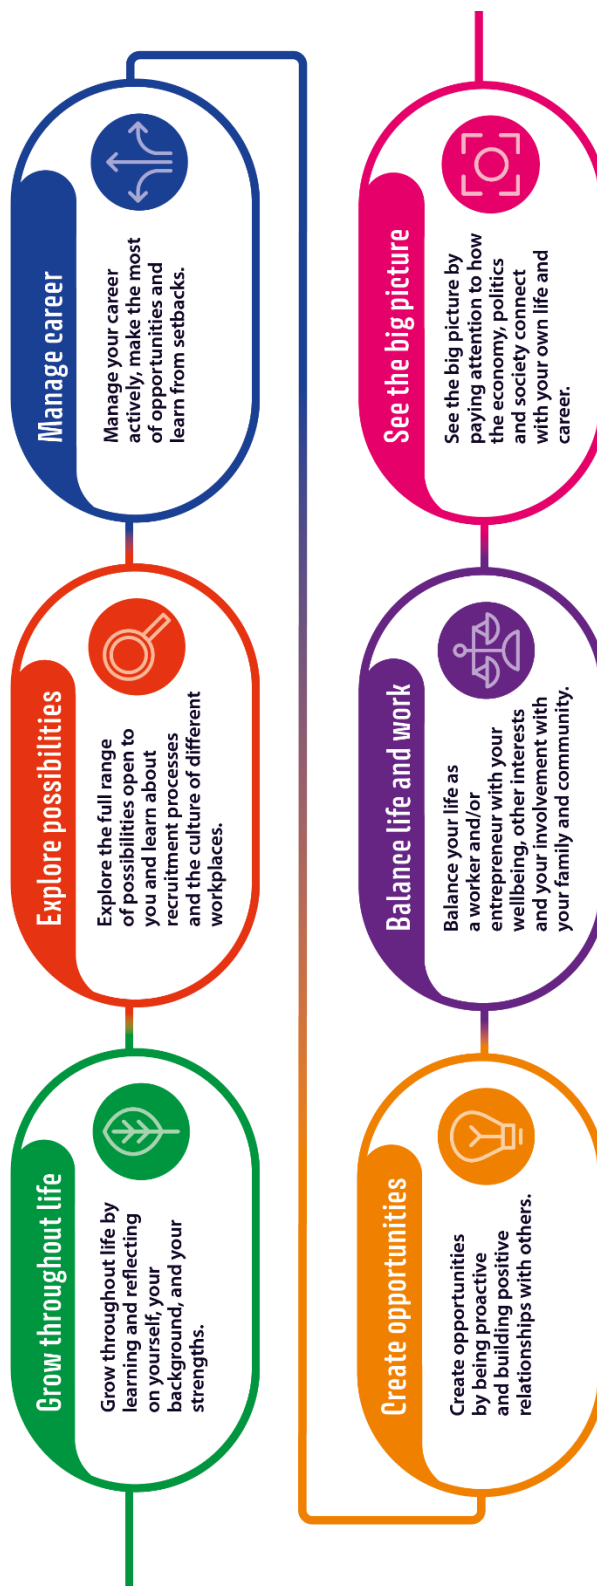 Grow throughout life
Grow throughout life by
learning and reflecting
on yourself, your
background, and your
strengths.
Explore possibilities
Explore the full range
of possibilities open to
you and learn about
recruitment processes
and the culture of different
workplaces.
Manage career
Manage your career
actively, make the most
of opportunities and
learn from setbacks.
Create opportunities
Create opportunities
by being proactive
and building positive
relationships with others.
Balance life and work
Balance your life as
a worker and/or
entrepreneur with your
wellbeing, other interests
and your involvement with
your family and community.
See the big picture
See the big picture by
paying attention to how
the economy, politics
and society connect
with your own life and
career.